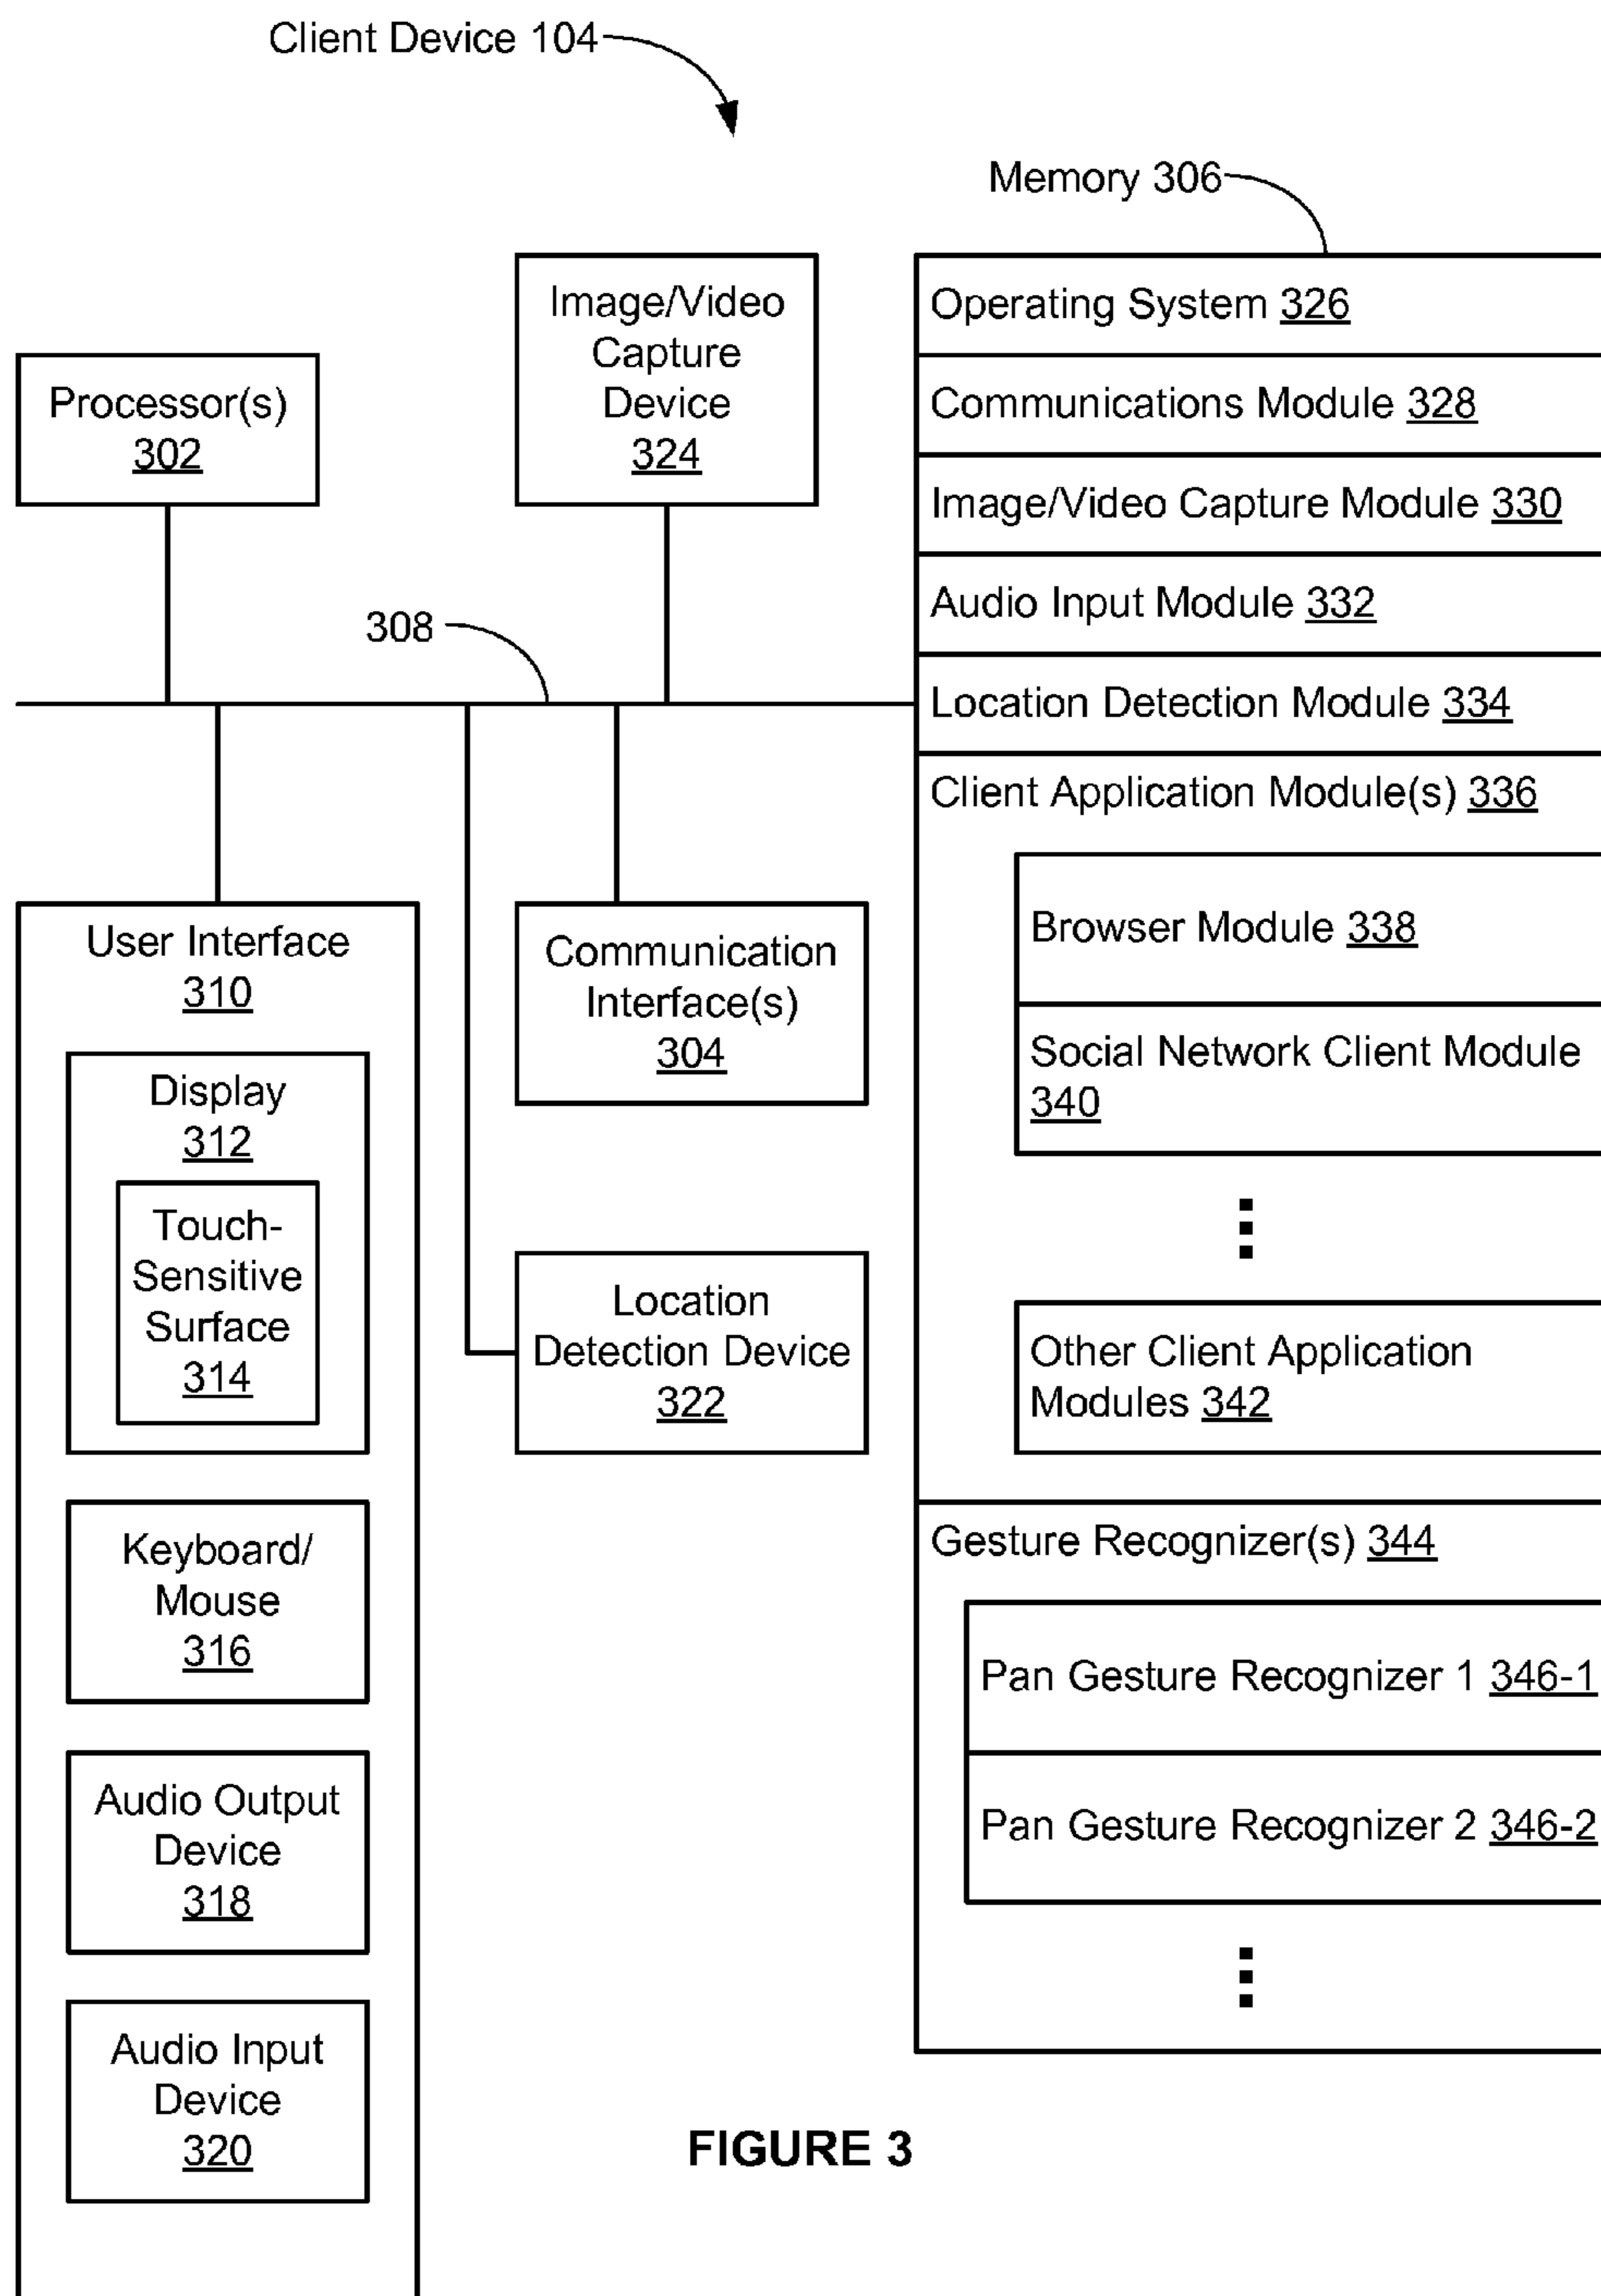 Client Device 104
Memory 306
Image/Video
Capture
Device
324
Processor(s)
302
308
User Interface
310
Display
312
Touch-
Sensitive
Surface
314
Keyboard/
Mouse
316
Audio Output
Device
318
Audio Input
Device
320
Communication
Interface(s)
304
Location
Detection Device
322
Operating System 326
Communications Module 328
Image/Video Capture Module 330
Audio Input Module 332
Location Detection Module 334
Client Application Module(s) 336
Browser Module 338
Social Network Client Module
340
Other Client Application
Modules 342
Gesture Recognizer(s) 344
Pan Gesture Recognizer 1 346-1
Pan Gesture Recognizer 2 346-2
FIGURE 3